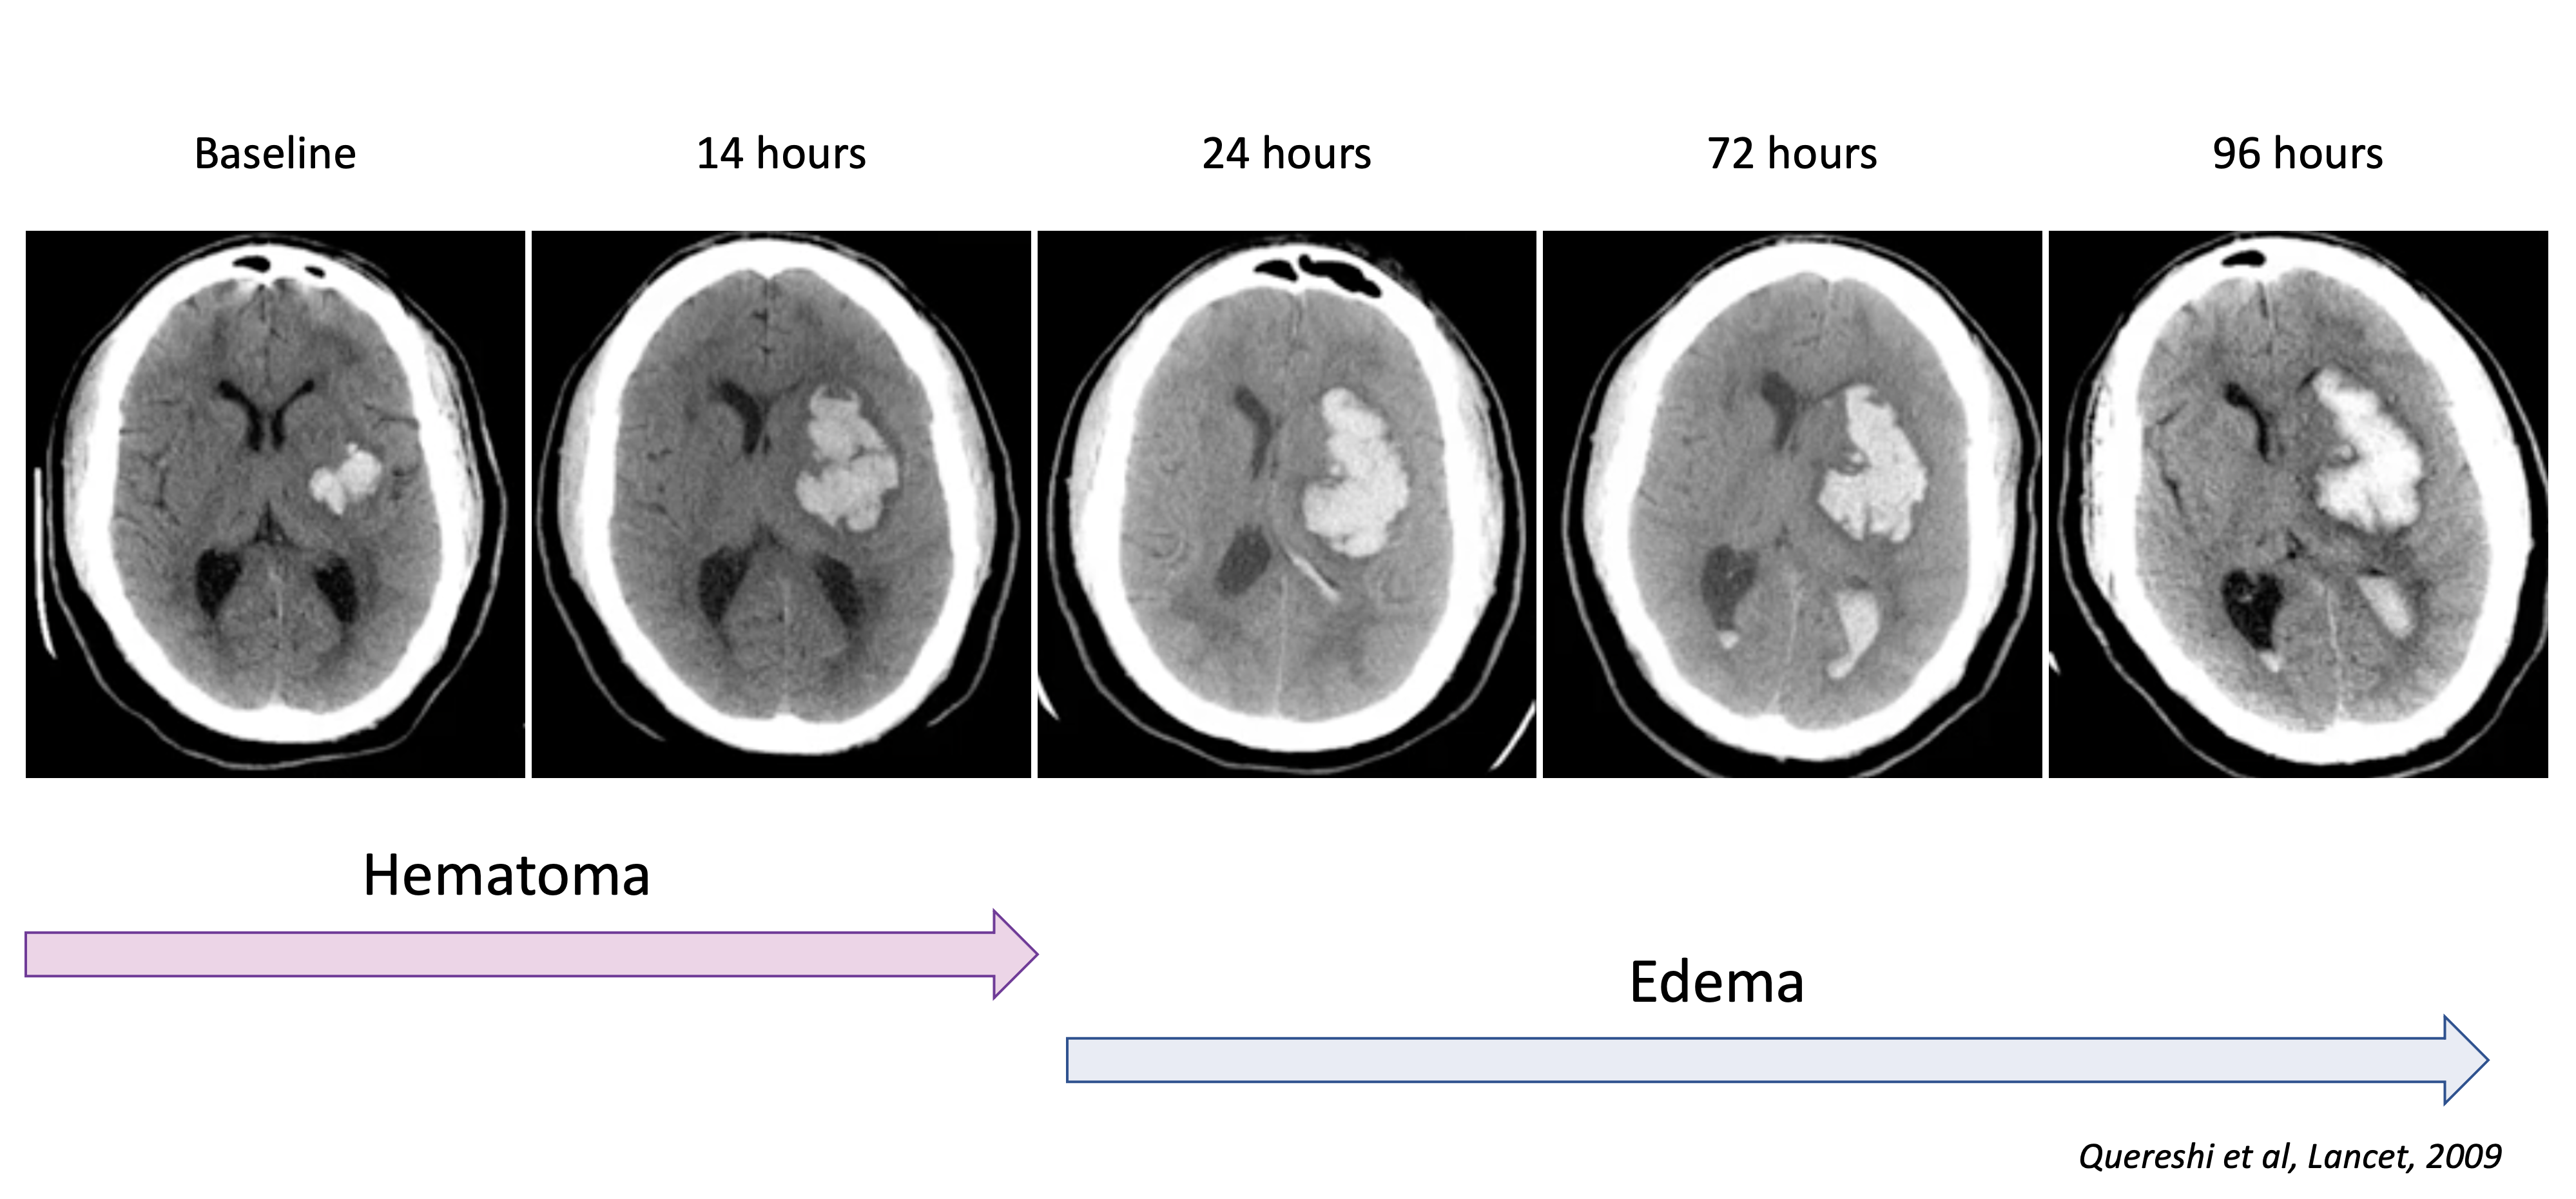 Baseline
14 hours
24 hours
72 hours
96 hours
Hematoma
Edema
Quereshi et al, Lancet, 2009